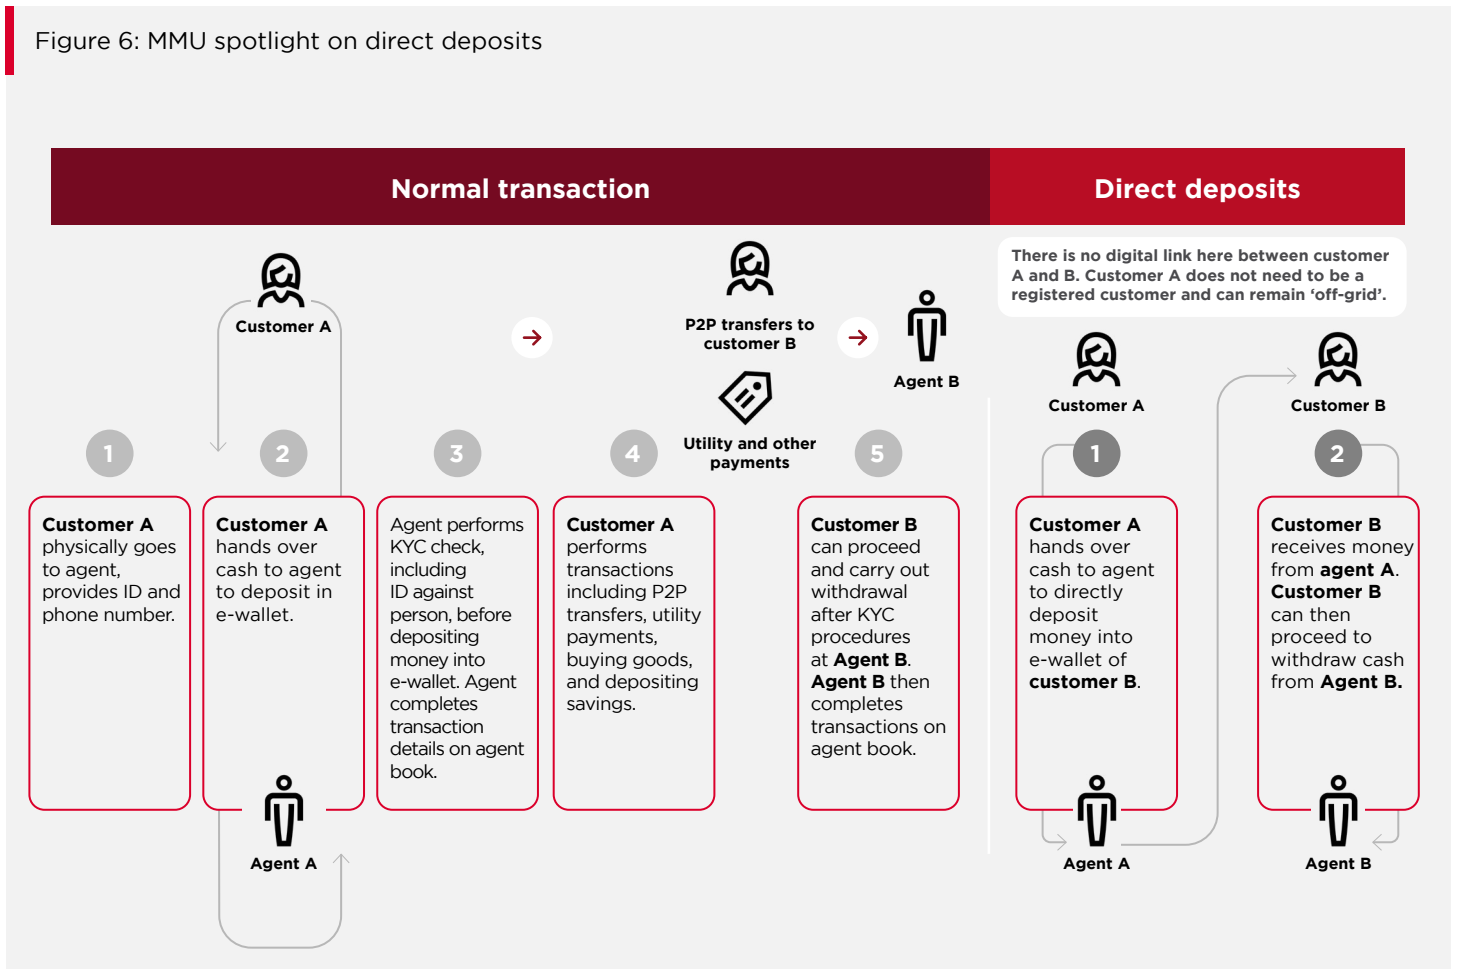 Figure 6: MMU spotlight on direct deposits
Normal transaction
Direct deposits
Customer A
P2P transfers to
customer B
Agent B
Utility and other
payments
1
Customer A
physically goes
to agent,
provides ID and
phone number.
2
Customer A
hands over
cash to agent
to deposit in
e-wallet.
Agent A
3
Agent performs
KYC check,
including
ID against
person, before
depositing
money into
e-wallet. Agent
completes
transaction
details on agent
book.
4
Customer A
performs
transactions
including P2P
transfers, utility
payments,
buying goods,
and depositing
savings.
5
Customer B
can proceed
and carry out
withdrawal
after KYC
procedures
at Agent B.
Agent B then
completes
transactions on
agent book.
There is no digital link here between customer
A and B. Customer A does not need to be a
registered customer and can remain ‘off-grid’.
Customer A
1
Customer A
hands over
cash to agent
to directly
deposit
money into
e-wallet of
customer B.
Agent A
Customer B
2
Customer B
receives money
from agent A.
Customer B
can then
proceed to
withdraw cash
from Agent B.
Agent B